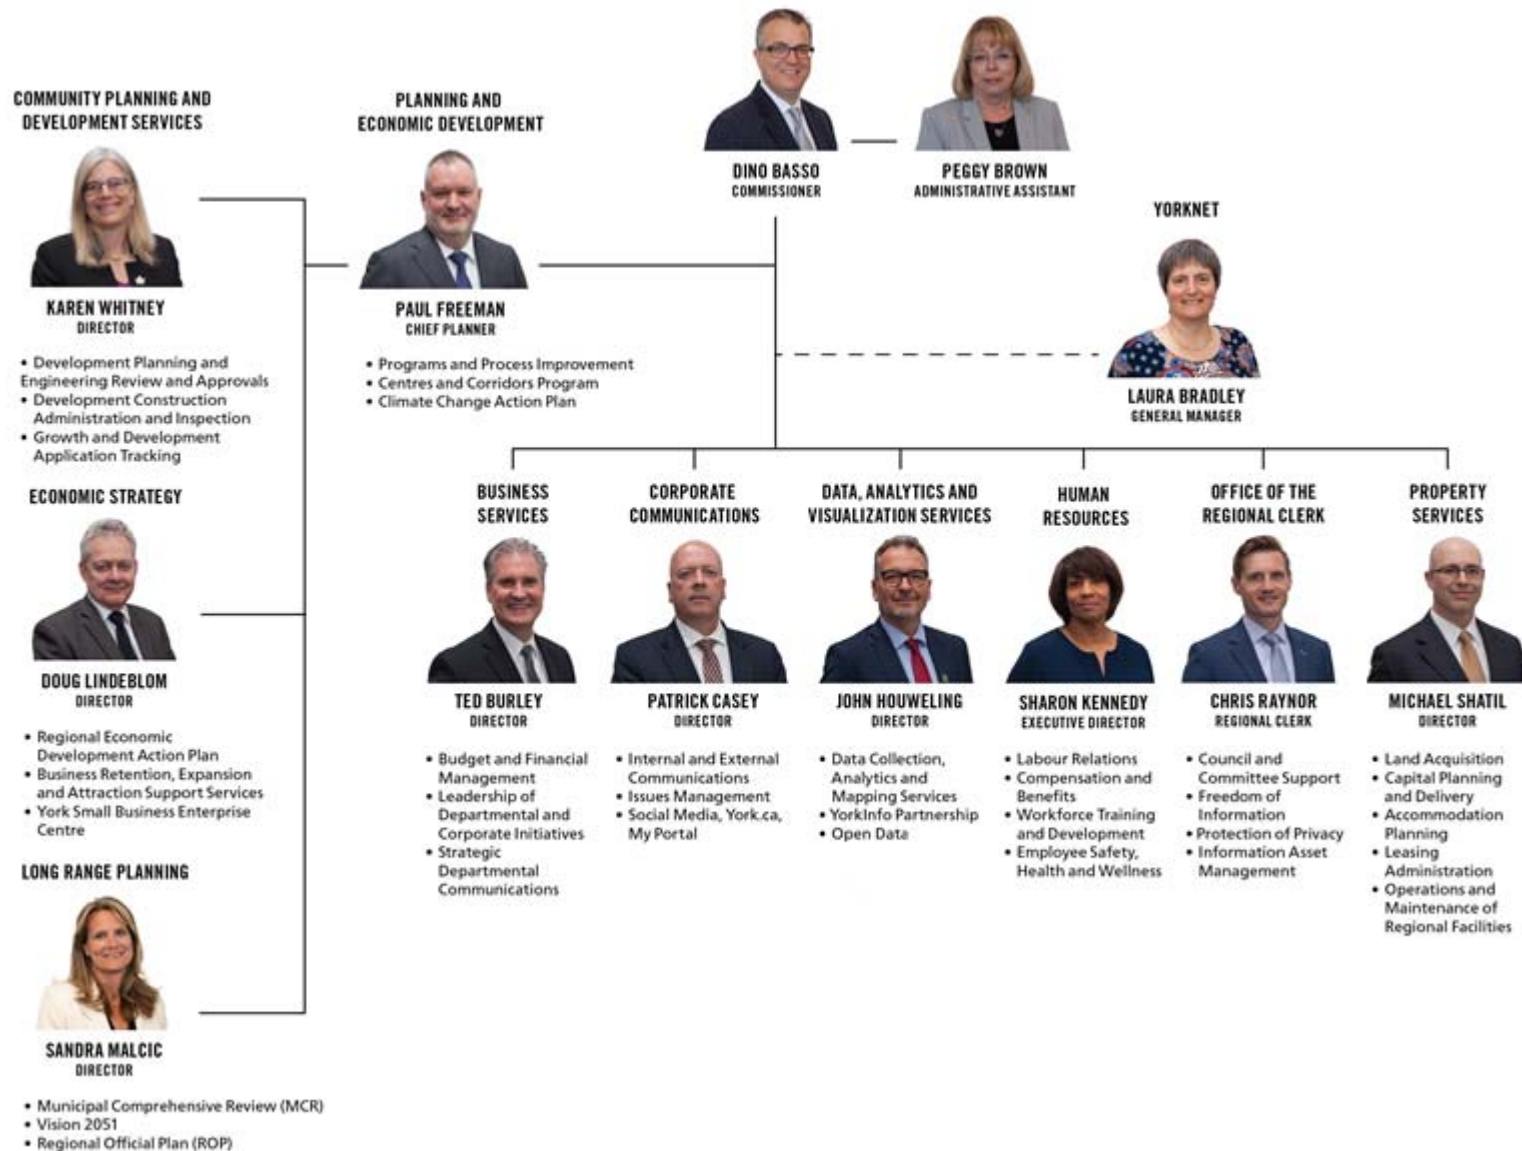 DINO BASSO
COMMISSIONER
PEGGY BROWN
ADMINISTRATIVE ASSISTANT
COMMUNITY PLANNING AND
DEVELOPMENT SERVICES
KAREN WHITNEY
DIRECTOR
• Development Planning and
Engineering Review and Approvals
• Development Construction
Administration and Inspection
• Growth and Development
Application Tracking
PLANNING AND
ECONOMIC DEVELOPMENT
PAUL FREEMAN
CHIEF PLANNER
• Programs and Process Improvement
• Centres and Corridors Program
• Climate Change Action Plan
YORKNET
LAURA BRADLEY
GENERAL MANAGER
ECONOMIC STRATEGY
DOUG LINDEBLOM
DIRECTOR
• Regional Economic
Development Action Plan
• Business Retention, Expansion
and Attraction Support Services
• York Small Business Enterprise
Centre
LONG RANGE PLANNING
SANDRA MALCIC
DIRECTOR
• Municipal Comprehensive Review (MCR)
• Vision 2051
• Regional Official Plan (ROP)
BUSINESS
SERVICES
TED BURLEY
DIRECTOR
• Budget and Financial
Management
• Leadership of
Departmental and
Corporate Initiatives
• Strategic
Departmental
Communications
CORPORATE
COMMUNICATIONS
PATRICK CASEY
DIRECTOR
• Internal and External
Communications
• Issues Management
• Social Media, York.ca,
My Portal
DATA, ANALYTICS AND
VISUALIZATION SERVICES
JOHN HOUWELING
DIRECTOR
• Data Collection,
Analytics and
Mapping Services
• YorkInfo Partnership
• Open Data
HUMAN
RESOURCES
SHARON KENNEDY
EXECUTIVE DIRECTOR
• Labour Relations
• Compensation and
Benefits
• Workforce Training
and Development
• Employee Safety,
Health and Wellness
OFFICE OF THE
REGIONAL CLERK
CHRIS RAYNOR
REGIONAL CLERK
• Council and
Committee Support
• Freedom of
Information
• Protection of Privacy
• Information Asset
Management
PROPERTY
SERVICES
MICHAEL SHATIL
DIRECTOR
• Land Acquisition
• Capital Planning
and Delivery
• Accommodation
Planning
• Leasing
Administration
• Operations and
Maintenance of
Regional Facilities